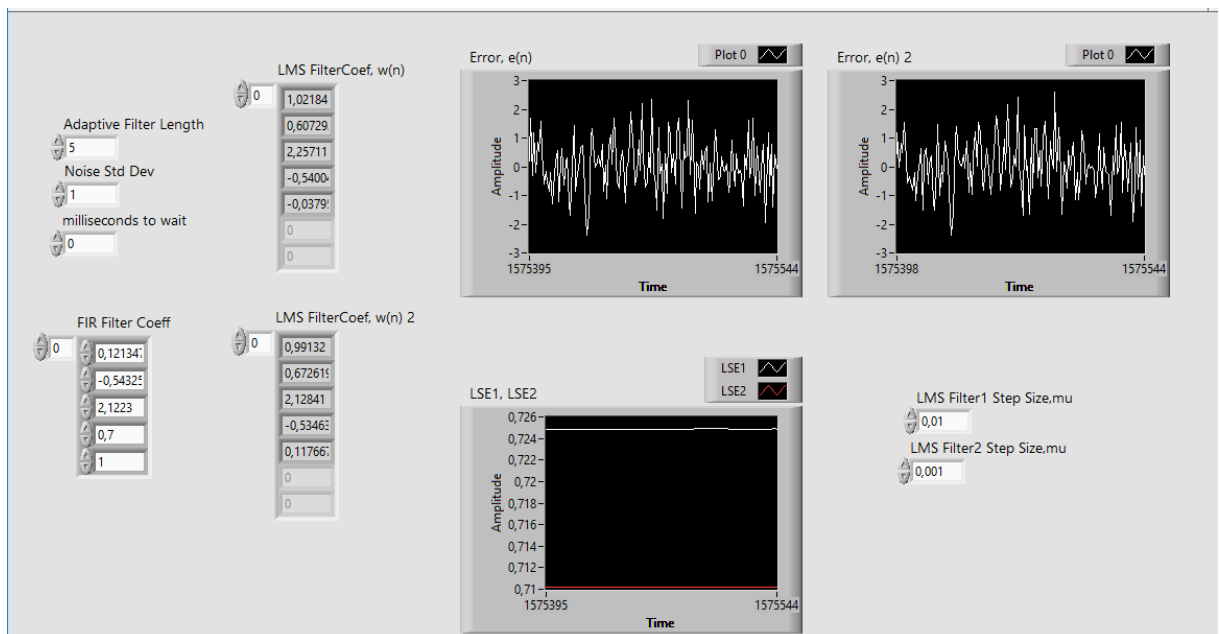 Adaptive Filter Length
5
Noise Std Dev
1
milliseconds to wait
0
LMS FilterCoef, w(n)
0
1,02184
0,60729
2,25711
-0,5400
-0,0379
0
0
Error, e(n)
Plot 0
Amplitude
3
2
1
0
-1
-2
-3
1575395
1575544
Time
Error, e(n) 2
Plot 0
Amplitude
3
2
1
0
-1
-2
-3
1575398
1575544
Time
FIR Filter Coeff
0
0,12134
-0,5432
2,1223
0,7
1
LMS FilterCoef, w(n) 2
0
0,99132
0,672619
2,12841
-0,5346
0,11766
0
0
LSE1
LSE2
LSE1, LSE2
Amplitude
0,726
0,724
0,722
0,72
0,718
0,716
0,714
0,712
0,71
1575395
1575544
Time
LMS Filter1 Step Size,mu
0,01
LMS Filter2 Step Size,mu
0,001